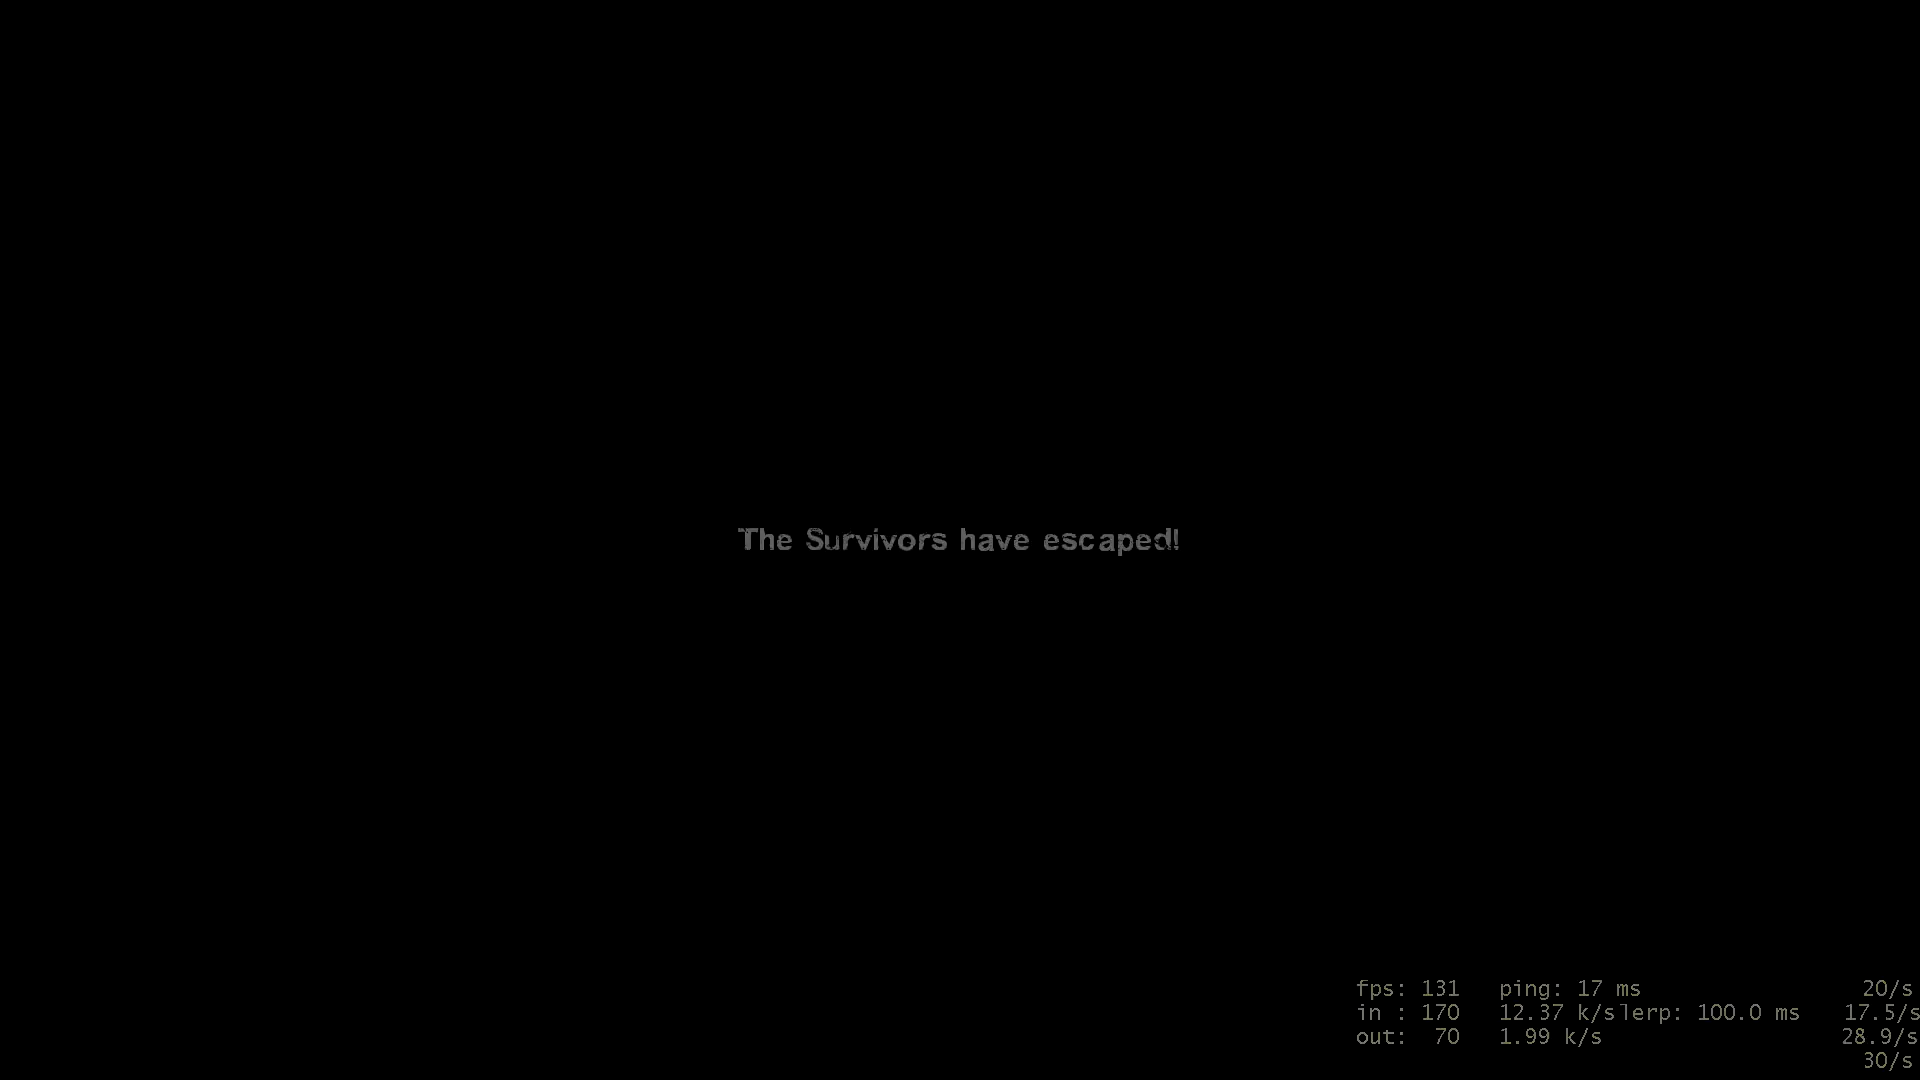 The Survivors have escaped!
fps: 131 ping: 17 ms 20/s
in : 170 12.37 k/s lerp: 100.0 ms 17.5/s
out: 70 1.99 k/s 28.9/s
30/s